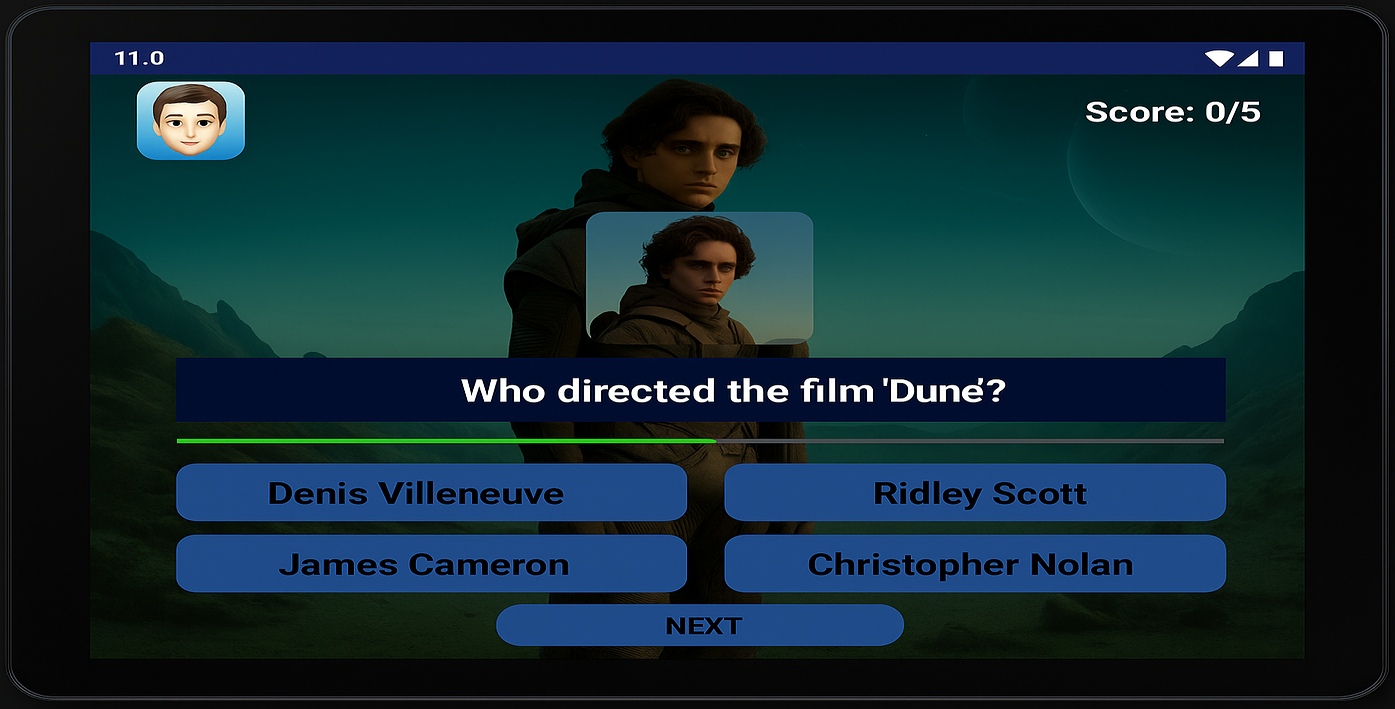 11.0
Score: 0/5
Who directed the film 'Dune'?
Denis Villeneuve
Ridley Scott
James Cameron
Christopher Nolan
NEXT